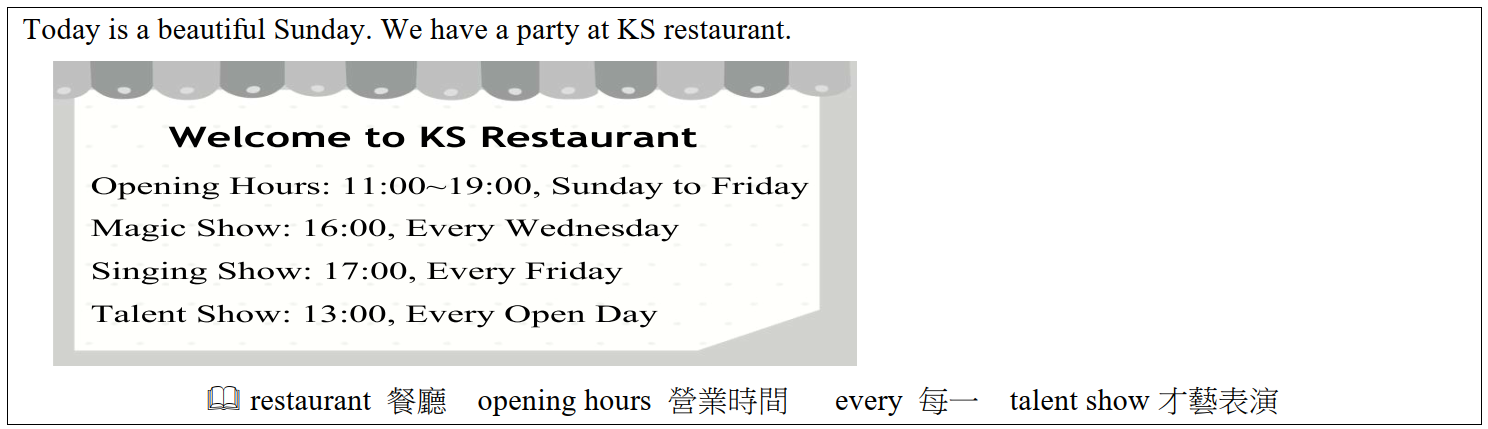 Today is a beautiful Sunday. We have a party at KS restaurant.
Welcome to KS Restaurant
Opening Hours: 11:00~19:00, Sunday to Friday
Magic Show: 16:00, Every Wednesday
Singing Show: 17:00, Every Friday
Talent Show: 13:00, Every Open Day
restaurant 餐廳 opening hours 營業時間 every 每一 talent show 才藝表演